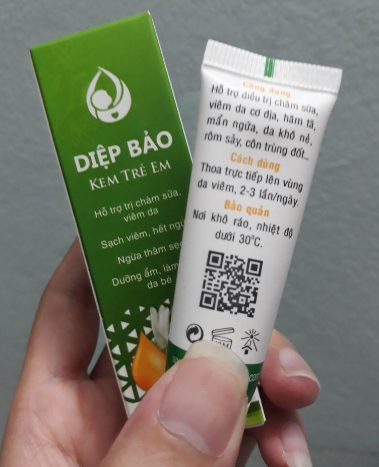 DIỆP BẢO
KEM TRẺ EM
Hỗ trợ trị chàm sữa,
viêm da
Sạch viêm, hết
Ngừa thâm
Dưỡng ẩm,
da bé
Công dụng
Hỗ trợ điều trị chàm sữa,
viêm da cơ địa, hăm tã,
mẩn ngứa, da khô nẻ,
rôm sảy, côn trùng đốt...
Cách dùng
Thoa trực tiếp lên vùng
da viêm, 2-3 lần/ngày.
Bảo quản
Nơi khô ráo, nhiệt độ
dưới 30°C.